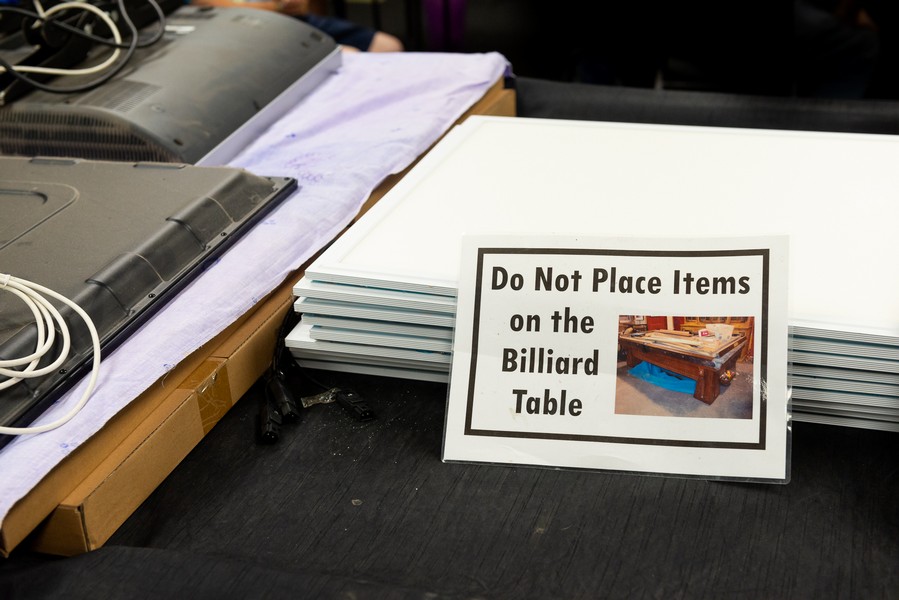 Do Not Place Items
on the
Billiard
Table